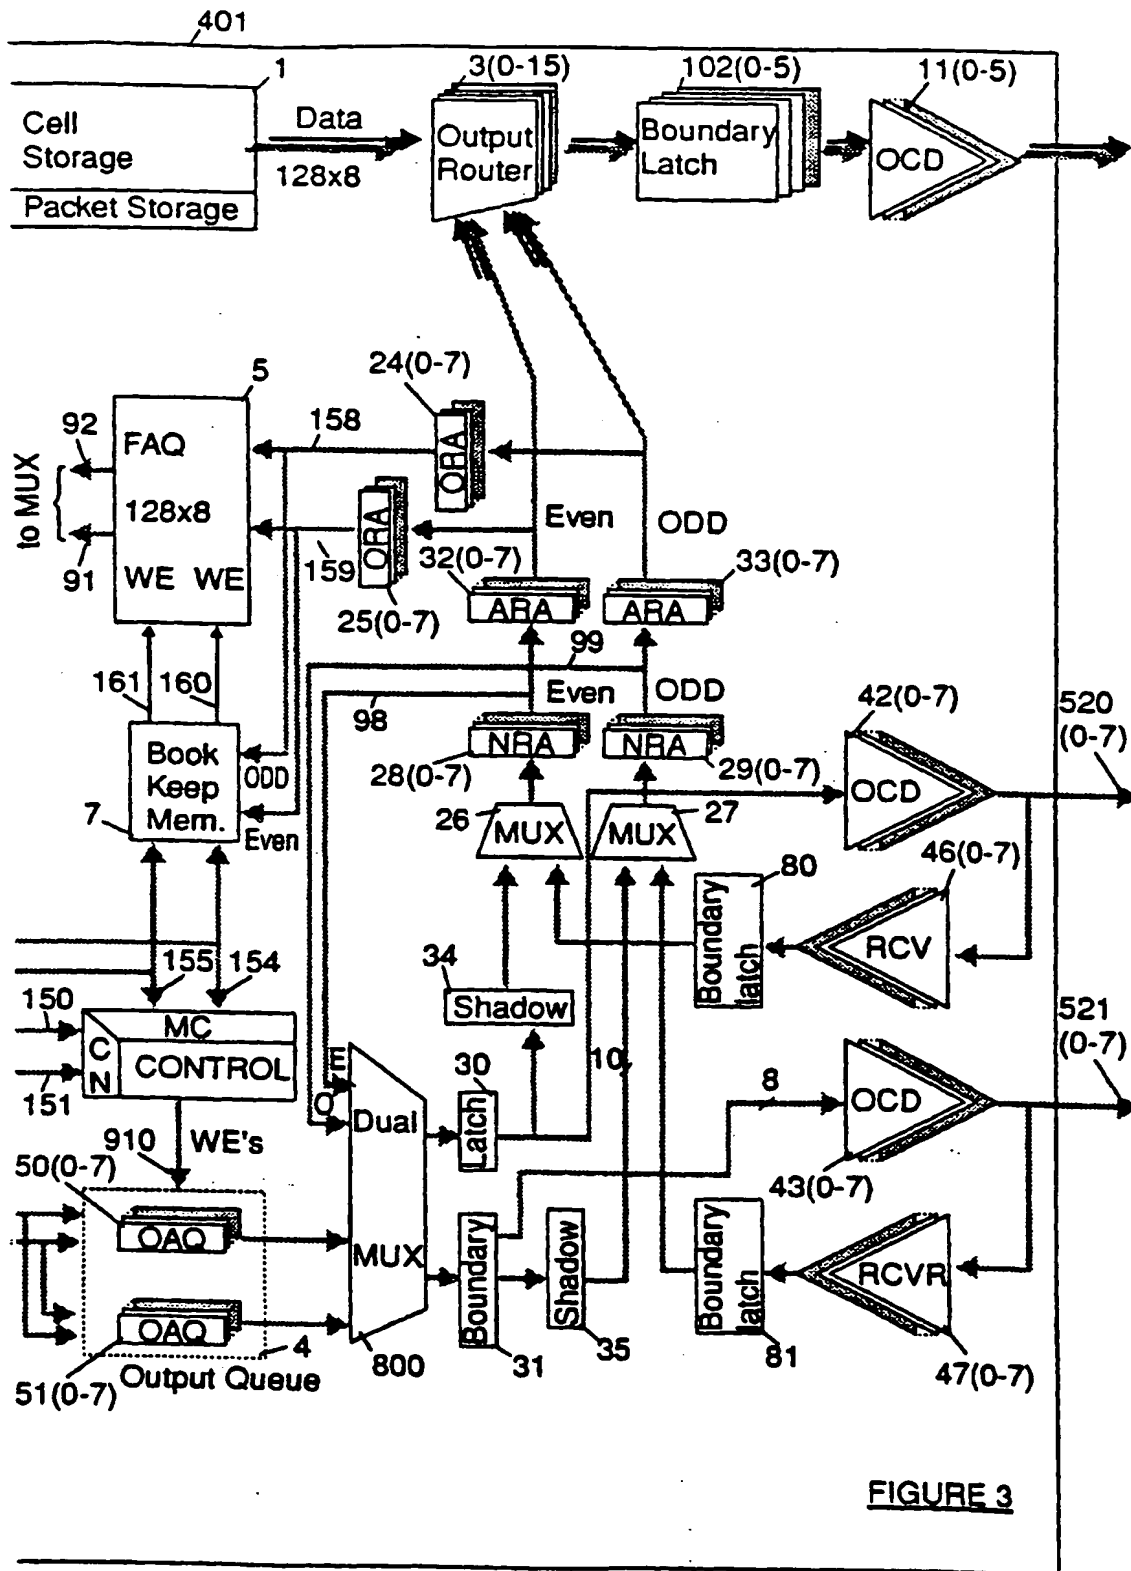 401
1
3(0-15)
102(0-5)
11(0-5)
Cell
Storage
Packet Storage
Data
128x8
Output
Router
Boundary
Latch
OCD
24(0-7)
5
92
158
FAQ
ORA
to MUX
128x8
ORA
Even
ODD
91
WE WE
159
32(0-7)
33(0-7)
25(0-7)
ARA
ARA
99
161
160
Even
ODD
98
42(0-7)
520
(0-7)
NRA
NRA
Book
Keep
Mem.
ODD
28(0-7)
29(0-7)
OCD
7
Even
26
27
MUX
MUX
46(0-7)
80
Boundary
latch
RCV
155
154
34
150
Shadow
521
(0-7)
MC
C
N
CONTROL
151
E
O
30
10
8
OCD
Dual
Latch
910
WE's
50(0-7)
43(0-7)
OAQ
MUX
Boundary
Shadow
Boundary
latch
RCVR
OAQ
4
800
31
35
81
47(0-7)
51(0-7)
Output Queue
FIGURE 3